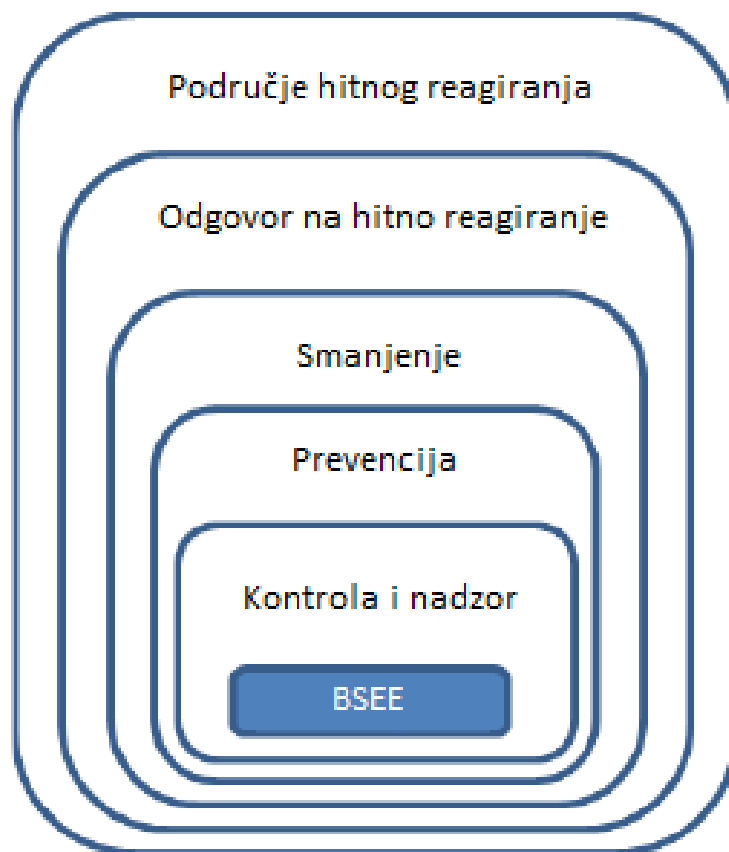 Područje hitnog reagiranja
Odgovor na hitno reagiranje
Smanjenje
Prevencija
Kontrola i nadzor
BSEE